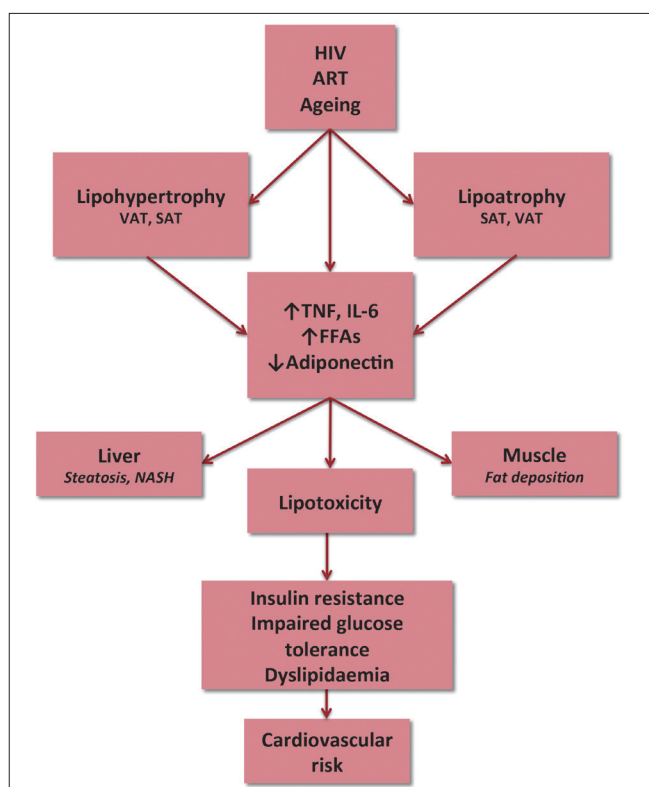 HIV
ART
Ageing
Lipohypertrophy
VAT, SAT
Lipoatrophy
SAT, VAT
↑TNF, IL-6
↑FFAs
↓Adiponectin
Liver
Steatosis, NASH
Lipotoxicity
Muscle
Fat deposition
Insulin resistance
Impaired glucose
tolerance
Dyslipidaemia
Cardiovascular
risk